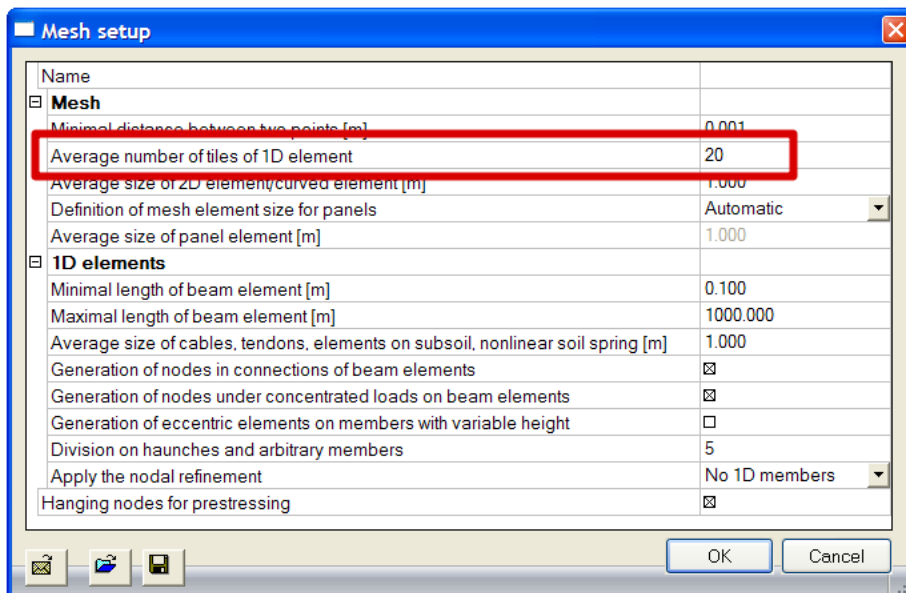 Mesh setup
Name
Mesh
Minimal distance between two points [m] 0.001
Average number of tiles of 1D element 20
Average size of 2D element/curved element [m] 1.000
Definition of mesh element size for panels Automatic
Average size of panel element [m] 1.000
1D elements
Minimal length of beam element [m] 0.100
Maximal length of beam element [m] 1000.000
Average size of cables, tendons, elements on subsoil, nonlinear soil spring [m] 1.000
Generation of nodes in connections of beam elements
Generation of nodes under concentrated loads on beam elements
Generation of eccentric elements on members with variable height
Division on haunches and arbitrary members 5
Apply the nodal refinement No 1D members
Hanging nodes for prestressing
OK Cancel